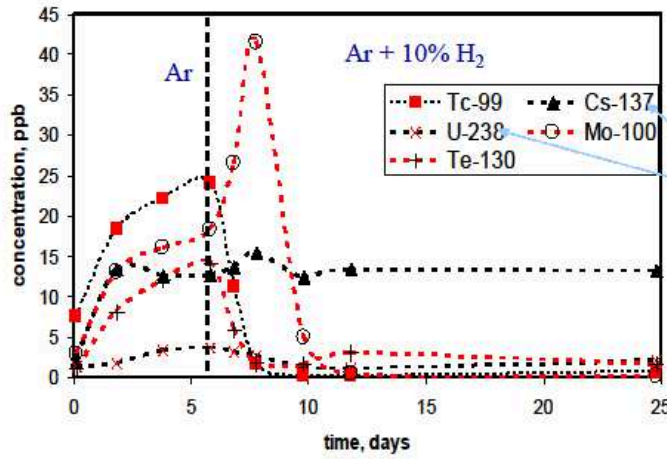 45
40
35
30
25
20
15
10
5
0
concentration, ppb
Ar
Ar + 10% H₂
Tc-99
Cs-137
U-238
Mo-100
Te-130
0 5 10 15 20 25
time, days